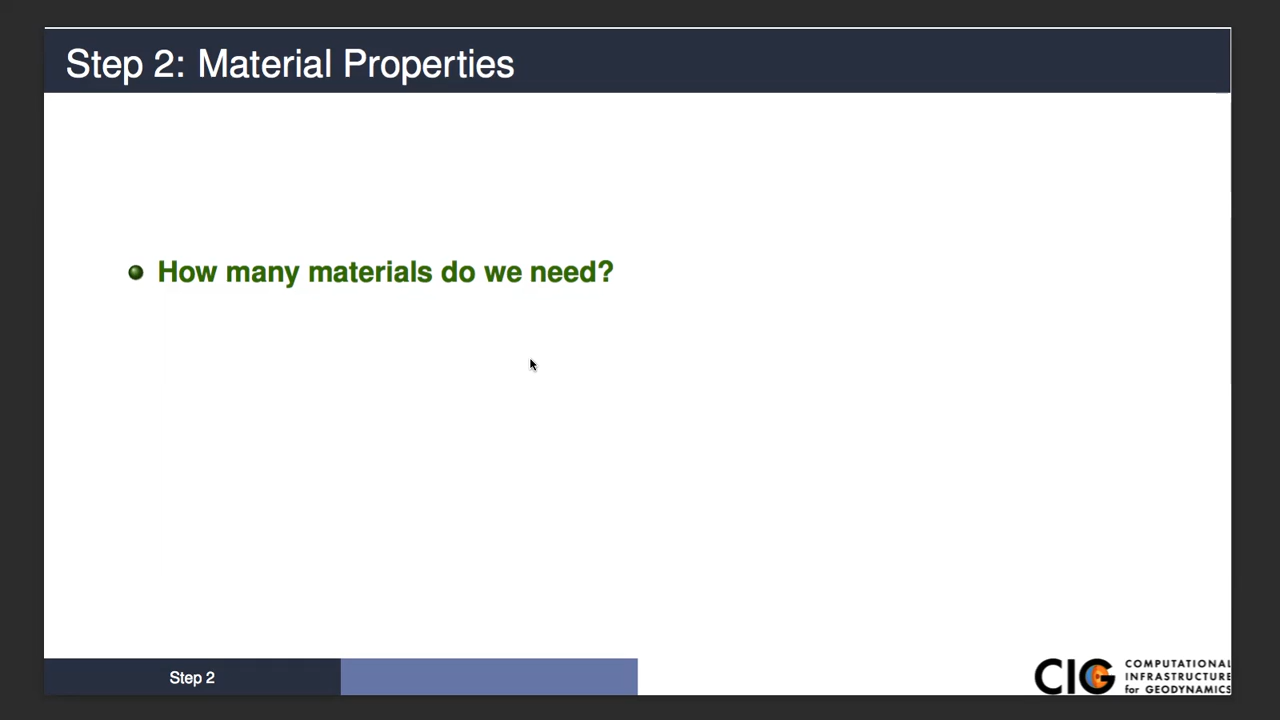 Step 2: Material Properties
How many materials do we need?
Step 2
CIG
COMPUTATIONAL
INFRASTRUCTURE
for GEODYNAMICS